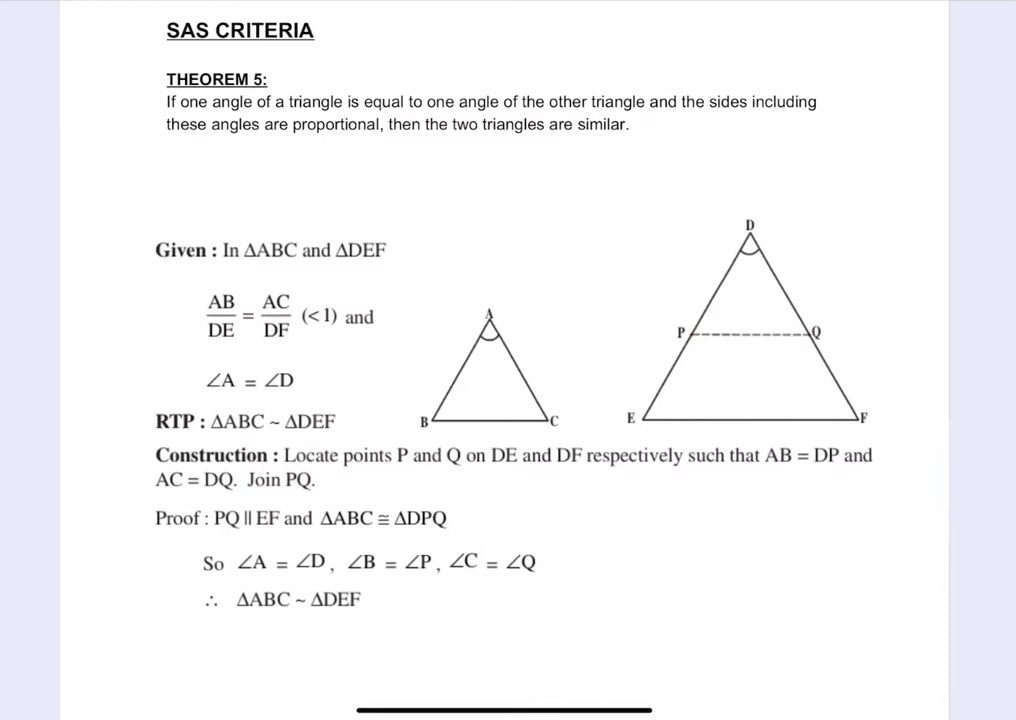 SAS CRITERIA
THEOREM 5:
If one angle of a triangle is equal to one angle of the other triangle and the sides including
these angles are proportional, then the two triangles are similar.
Given : In ΔABC and ΔDEF
AB/DE = AC/DF (< 1) and
∠A = ∠D
RTP : ΔABC ~ ΔDEF
A
B
C
D
P
Q
E
F
Construction : Locate points P and Q on DE and DF respectively such that AB = DP and
AC = DQ. Join PQ.
Proof : PQ || EF and ΔABC ≅ ΔDPQ
So ∠A = ∠D, ∠B = ∠P, ∠C = ∠Q
∴ ΔABC ~ ΔDEF